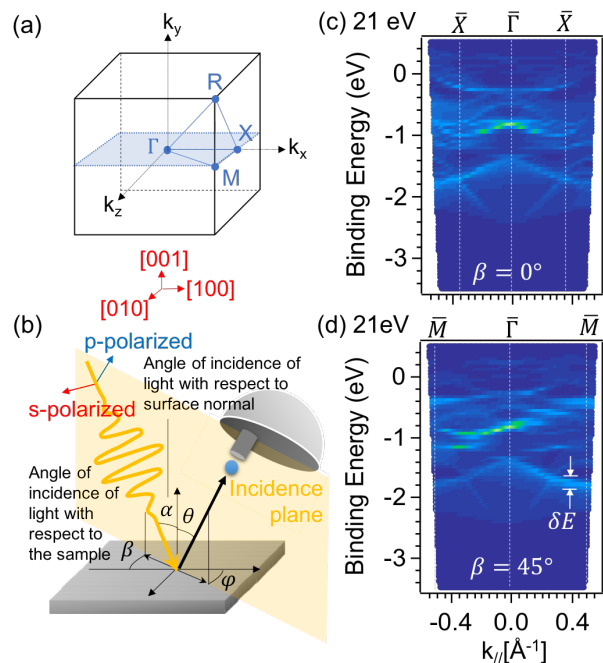 (a)
k_y
R
Γ
X
k_x
M
k_z
[001]
[100]
[010]
(b)
p-polarized
s-polarized
Angle of incidence of
light with respect to
surface normal
Angle of
incidence of
light with
respect to
the sample
Incidence
plane
α
θ
β
φ
(c) 21 eV
X̄
Γ̄
X̄
Binding Energy (eV)
0
-1
-2
-3
β = 0°
(d) 21eV
M̄
Γ̄
M̄
Binding Energy (eV)
0
-1
-2
-3
δE
β = 45°
-0.4
0.0
0.4
k_//[Å⁻¹]